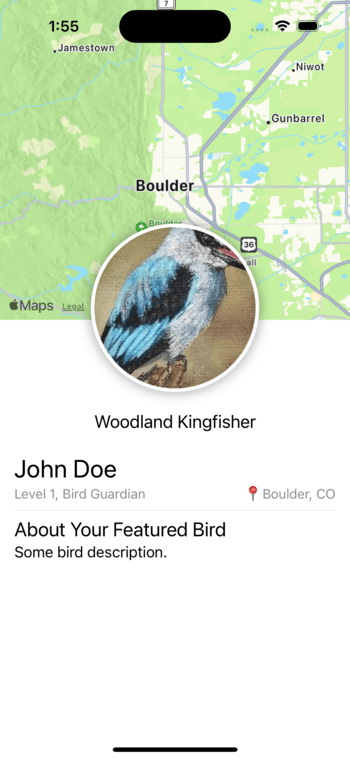 7
1:55
Jamestown
Niwot
Gunbarrel
Boulder
Boulder
36
all
Maps
Legal
Woodland Kingfisher
John Doe
Level 1, Bird Guardian
Boulder, CO
About Your Featured Bird
Some bird description.